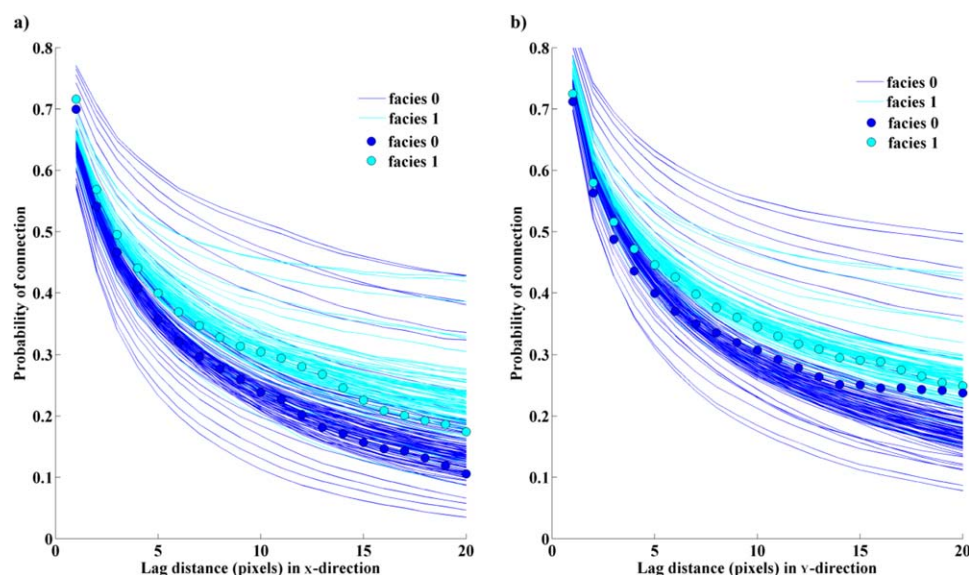 a)
0.8
0.7
0.6
0.5
0.4
0.3
0.2
0.1
0
Probability of connection
facies 0
facies 1
facies 0
facies 1
0 5 10 15 20
Lag distance (pixels) in x-direction
b)
0.8
0.7
0.6
0.5
0.4
0.3
0.2
0.1
0
Probability of connection
facies 0
facies 1
facies 0
facies 1
0 5 10 15 20
Lag distance (pixels) in Y-direction